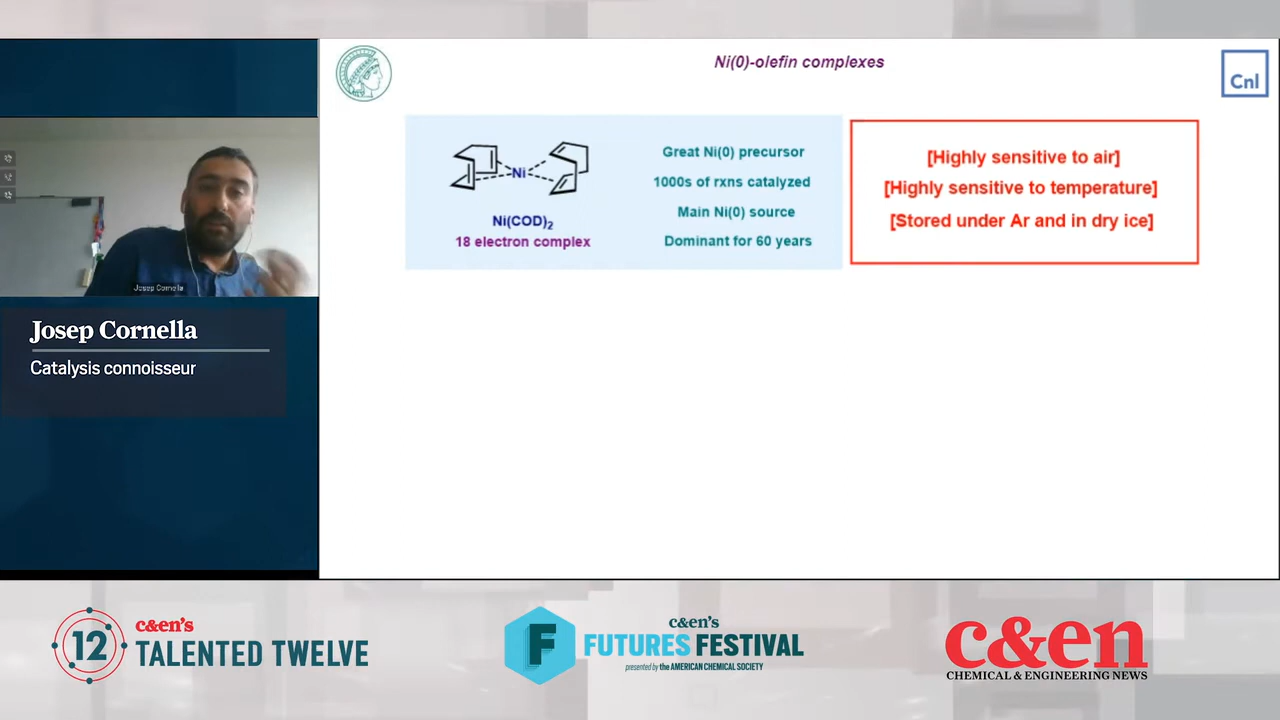 Ni(0)-olefin complexes
Cnl
Ni
Ni(COD)2
18 electron complex
Great Ni(0) precursor
1000s of rxns catalyzed
Main Ni(0) source
Dominant for 60 years
[Highly sensitive to air]
[Highly sensitive to temperature]
[Stored under Ar and in dry ice]
Josep Cornella
Josep Cornella
Catalysis connoisseur
12
c&en's
TALENTED TWELVE
F
c&en's
FUTURES FESTIVAL
presented by the AMERICAN CHEMICAL SOCIETY
c&en
CHEMICAL & ENGINEERING NEWS